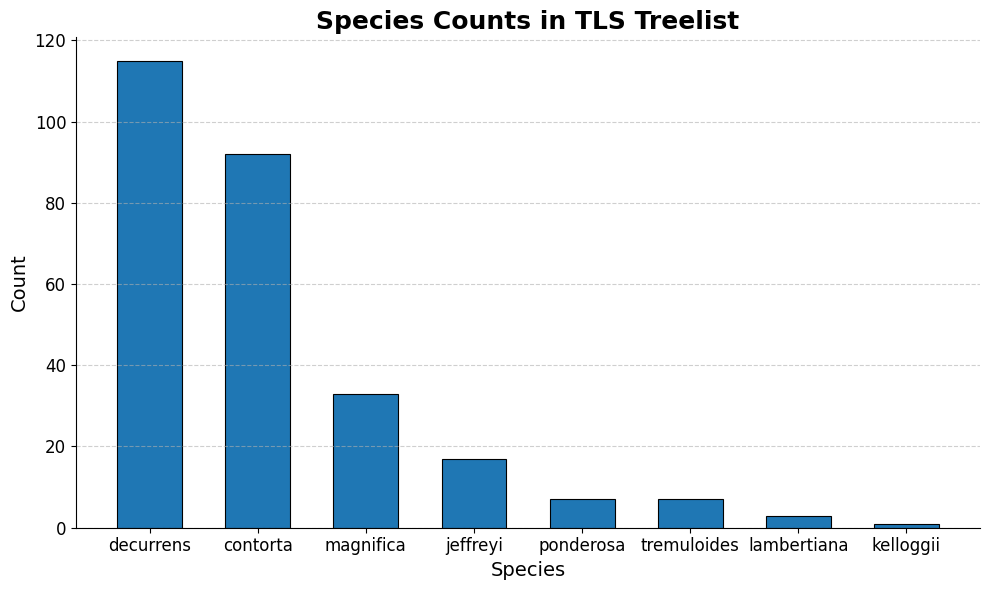 Species Counts in TLS Treelist
120
100
80
60
40
20
0
Count
decurrens contorta magnifica jeffreyi ponderosa tremuloides lambertiana kelloggii
Species